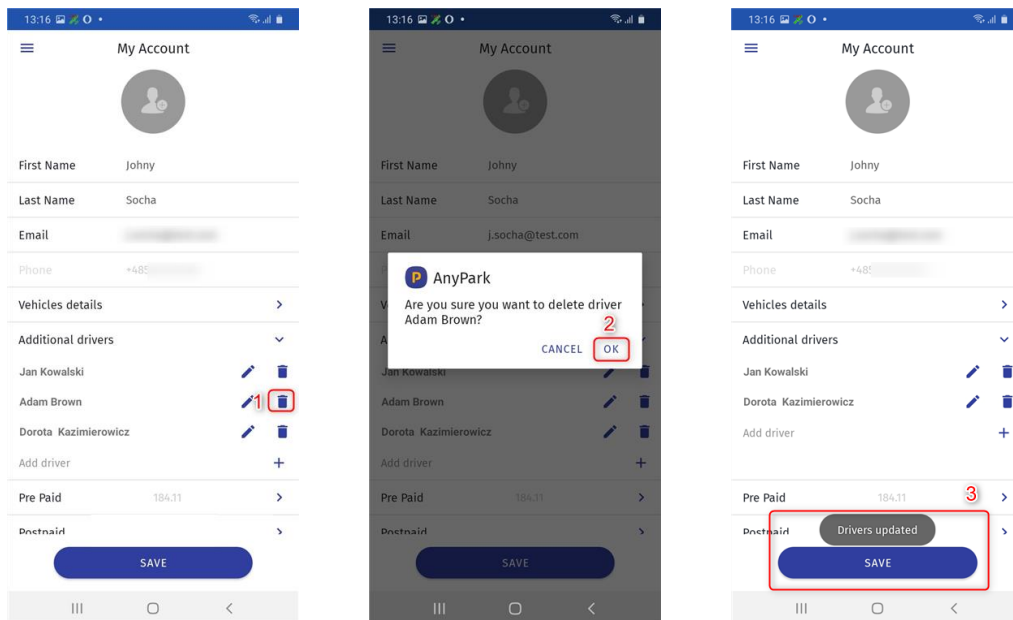 13:16
My Account
First Name Johny
Last Name Socha
Email
Phone +485
Vehicles details
Additional drivers
Jan Kowalski
Adam Brown 1
Dorota Kazimierowicz
Add driver
Pre Paid 184.11
Postpaid
SAVE
13:16
My Account
First Name Johny
Last Name Socha
Email j.socha@test.com
P AnyPark
Are you sure you want to delete driver
Adam Brown?
2
CANCEL OK
Jan Kowalski
Adam Brown
Dorota Kazimierowicz
Add driver
Pre Paid 184.11
Postpaid
SAVE
13:16
My Account
First Name Johny
Last Name Socha
Email
Phone +48
Vehicles details
Additional drivers
Jan Kowalski
Dorota Kazimierowicz
Add driver
Pre Paid 184.11 3
Postpaid
Drivers updated
SAVE